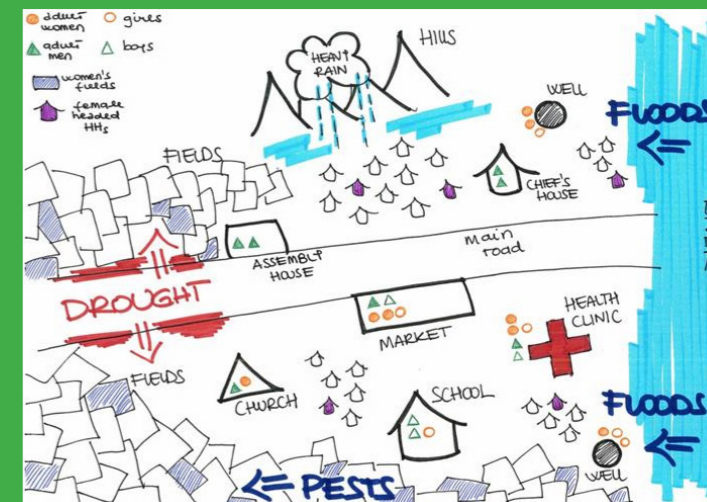 adult women
girls
adult men
boys
women's fields
female headed HHs
HEAVY RAIN
HILLS
WELL
FLOODS
FIELDS
CHIEF'S HOUSE
ASSEMBLY HOUSE
main road
DROUGHT
MARKET
HEALTH CLINIC
FIELDS
CHURCH
SCHOOL
FLOODS
WELL
PESTS